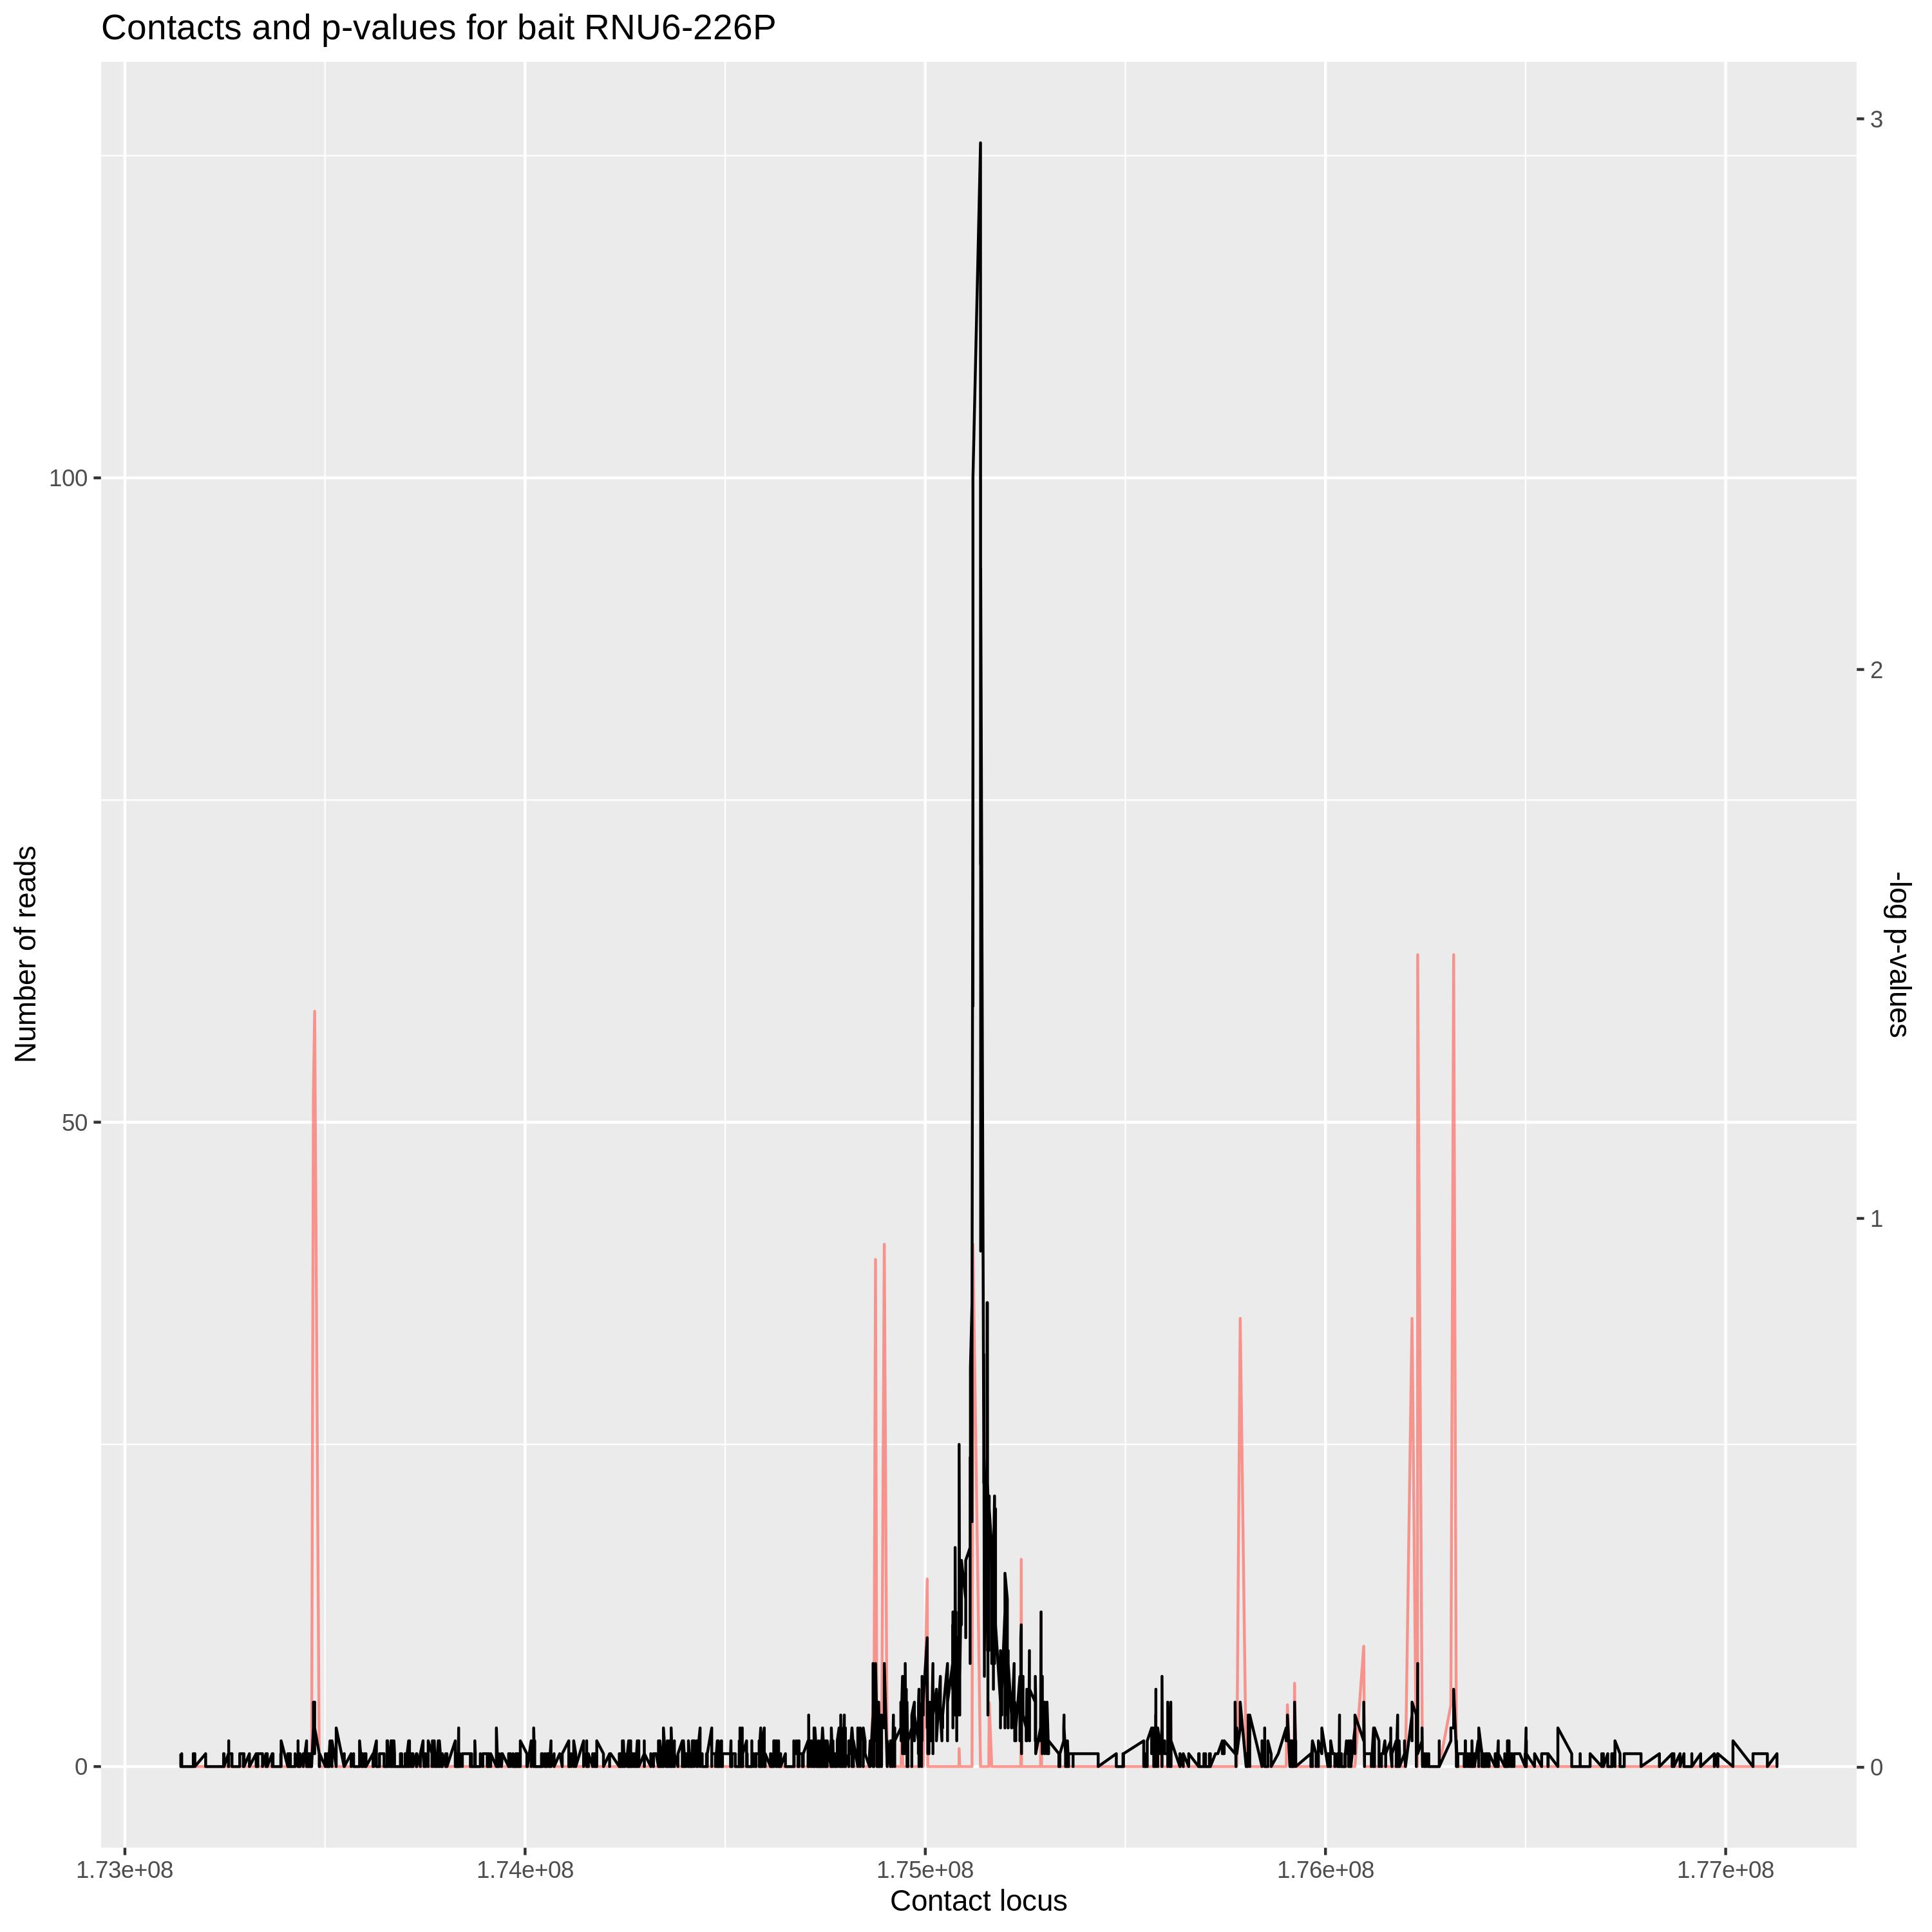 Contacts and p-values for bait RNU6-226P
Number of reads
100
50
0
3
2
1
0
-log p-values
1.73e+08
1.74e+08
1.75e+08
1.76e+08
1.77e+08
Contact locus